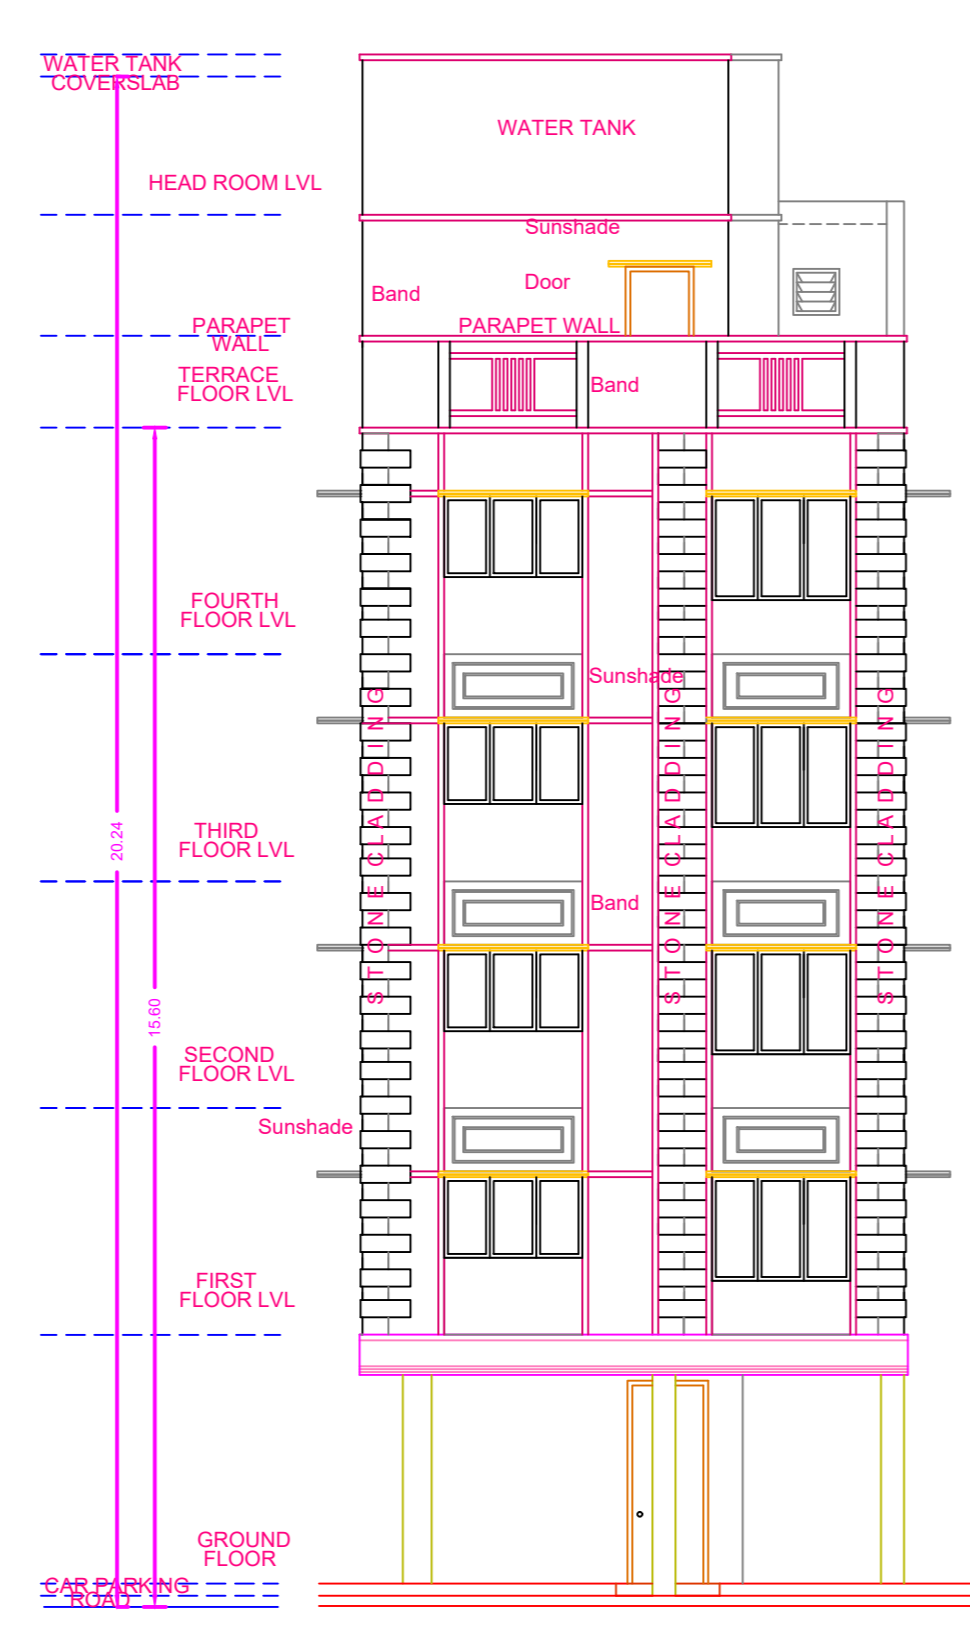 WATER TANK
COVERSLAB
WATER TANK
HEAD ROOM LVL
Sunshade
Door
Band
PARAPET
WALL
PARAPET WALL
TERRACE
FLOOR LVL
Band
FOURTH
FLOOR LVL
Sunshade
STONE CLADDING
STONE CLADDING
STONE CLADDING
THIRD
FLOOR LVL
20.24
Band
15.60
SECOND
FLOOR LVL
Sunshade
FIRST
FLOOR LVL
GROUND
FLOOR
CAR PARKING
ROAD